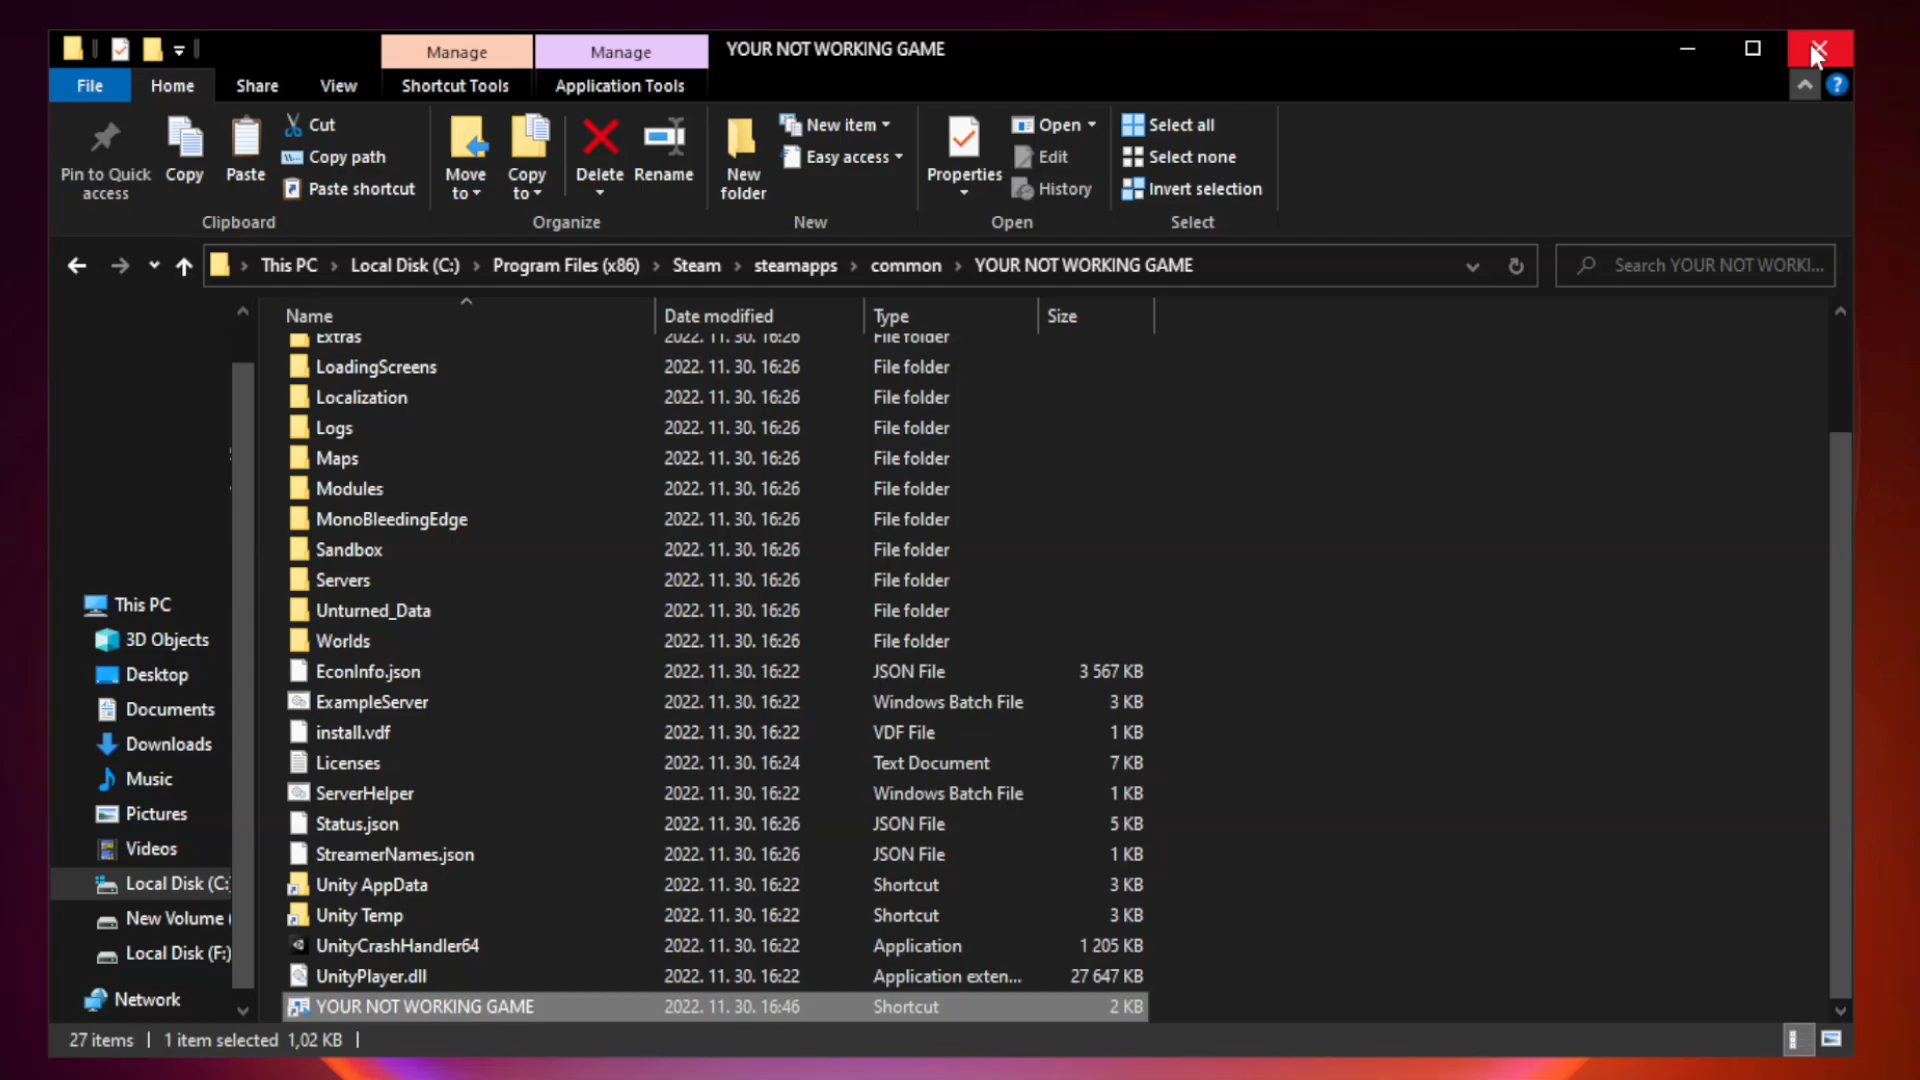 Manage Manage YOUR NOT WORKING GAME
File Home Share View Shortcut Tools Application Tools
Pin to Quick access
Copy
Paste
Cut
Copy path
Paste shortcut
Move to
Copy to
Delete
Rename
New folder
New item
Easy access
Properties
Open
Edit
History
Select all
Select none
Invert selection
Clipboard Organize New Open Select
This PC Local Disk (C:) Program Files (x86) Steam steamapps common YOUR NOT WORKING GAME Search YOUR NOT WORKI...
Name Date modified Type Size
Extras 2022. 11. 30. 16:26 File folder
LoadingScreens 2022. 11. 30. 16:26 File folder
Localization 2022. 11. 30. 16:26 File folder
Logs 2022. 11. 30. 16:26 File folder
Maps 2022. 11. 30. 16:26 File folder
Modules 2022. 11. 30. 16:26 File folder
MonoBleedingEdge 2022. 11. 30. 16:26 File folder
Sandbox 2022. 11. 30. 16:26 File folder
Servers 2022. 11. 30. 16:26 File folder
Unturned_Data 2022. 11. 30. 16:26 File folder
Worlds 2022. 11. 30. 16:26 File folder
EconInfo.json 2022. 11. 30. 16:22 JSON File 3 567 KB
ExampleServer 2022. 11. 30. 16:22 Windows Batch File 3 KB
install.vdf 2022. 11. 30. 16:22 VDF File 1 KB
Licenses 2022. 11. 30. 16:24 Text Document 7 KB
ServerHelper 2022. 11. 30. 16:22 Windows Batch File 1 KB
Status.json 2022. 11. 30. 16:26 JSON File 5 KB
StreamerNames.json 2022. 11. 30. 16:26 JSON File 1 KB
Unity AppData 2022. 11. 30. 16:22 Shortcut 3 KB
Unity Temp 2022. 11. 30. 16:22 Shortcut 3 KB
UnityCrashHandler64 2022. 11. 30. 16:22 Application 1 205 KB
UnityPlayer.dll 2022. 11. 30. 16:22 Application exten... 27 647 KB
YOUR NOT WORKING GAME 2022. 11. 30. 16:46 Shortcut 2 KB
This PC
3D Objects
Desktop
Documents
Downloads
Music
Pictures
Videos
Local Disk (C:)
New Volume (
Local Disk (F:)
Network
27 items 1 item selected 1,02 KB